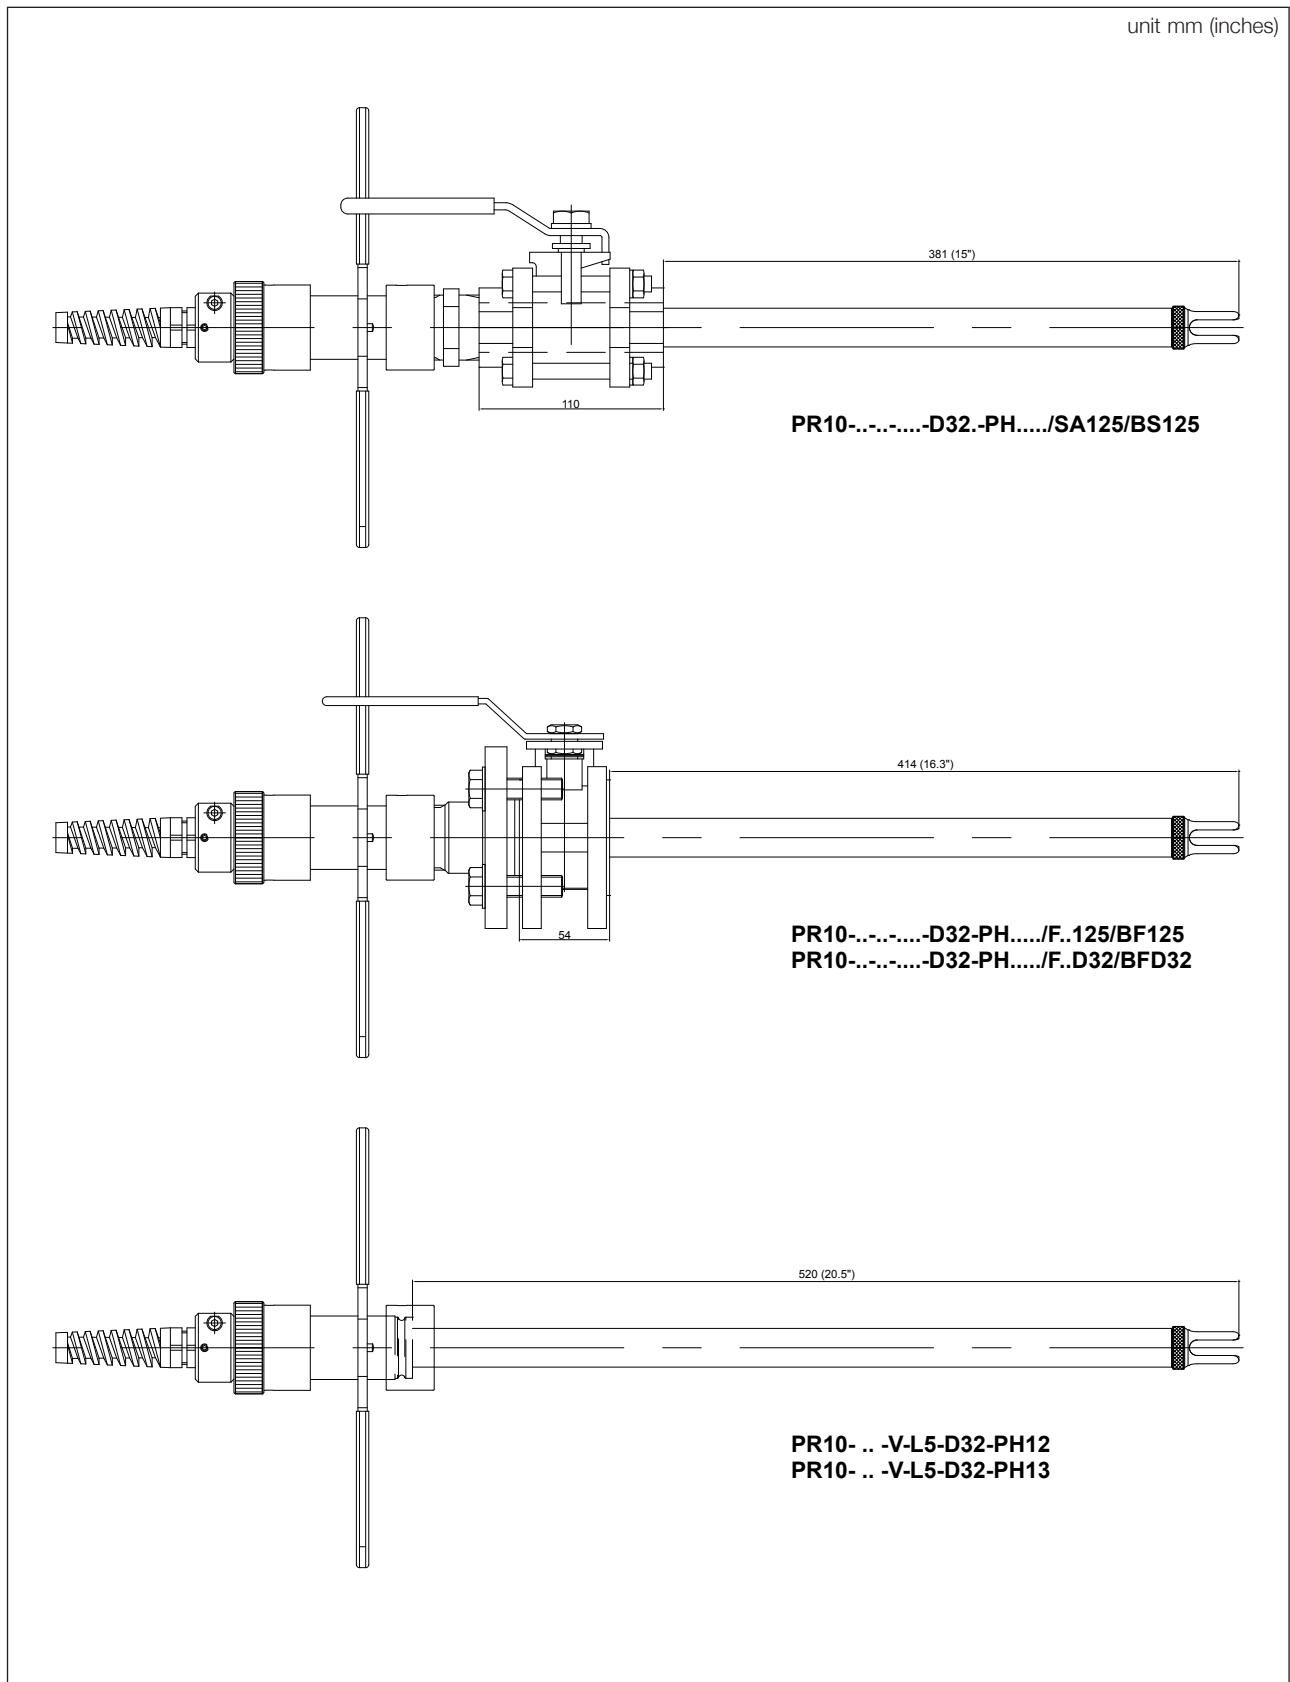 unit mm (inches)
381 (15")
110
PR10-..-..-....-D32.-PH...../SA125/BS125
414 (16.3")
54
PR10-..-..-....-D32-PH...../F..125/BF125
PR10-..-..-....-D32-PH...../F..D32/BFD32
520 (20.5")
PR10- .. -V-L5-D32-PH12
PR10- .. -V-L5-D32-PH13